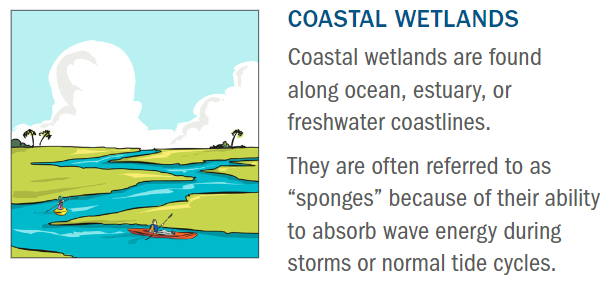 COASTAL WETLANDS
Coastal wetlands are found
along ocean, estuary, or
freshwater coastlines.
They are often referred to as
“sponges” because of their ability
to absorb wave energy during
storms or normal tide cycles.